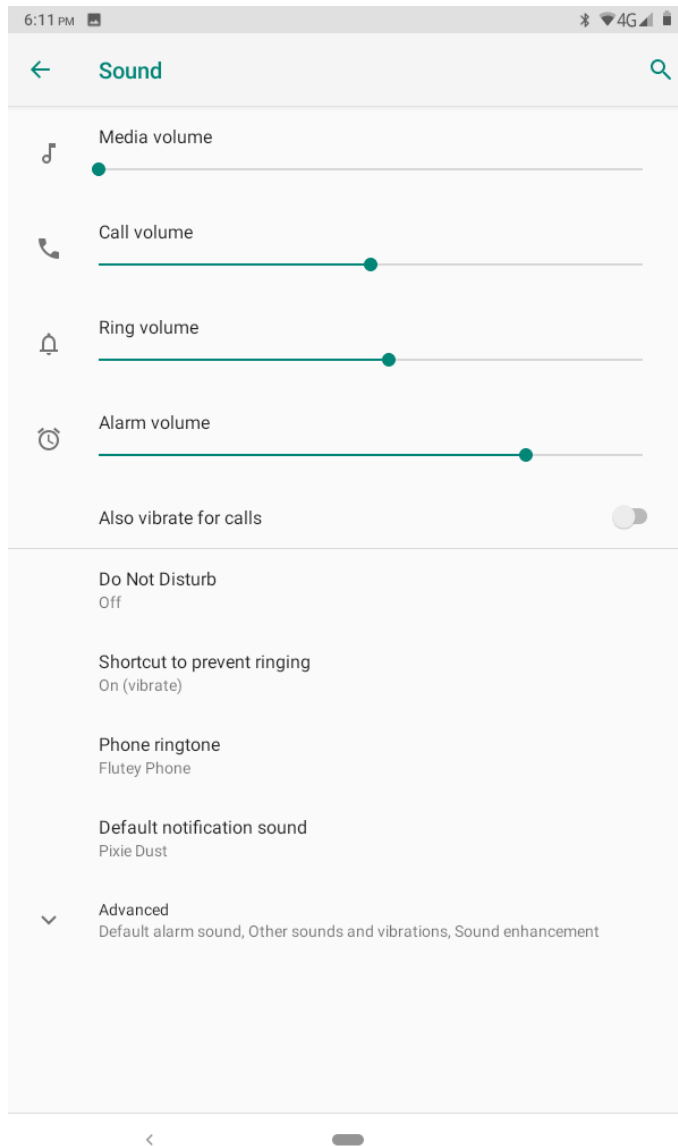 6:11 PM 4G
Sound
Media volume
Call volume
Ring volume
Alarm volume
Also vibrate for calls
Do Not Disturb
Off
Shortcut to prevent ringing
On (vibrate)
Phone ringtone
Flutey Phone
Default notification sound
Pixie Dust
Advanced
Default alarm sound, Other sounds and vibrations, Sound enhancement